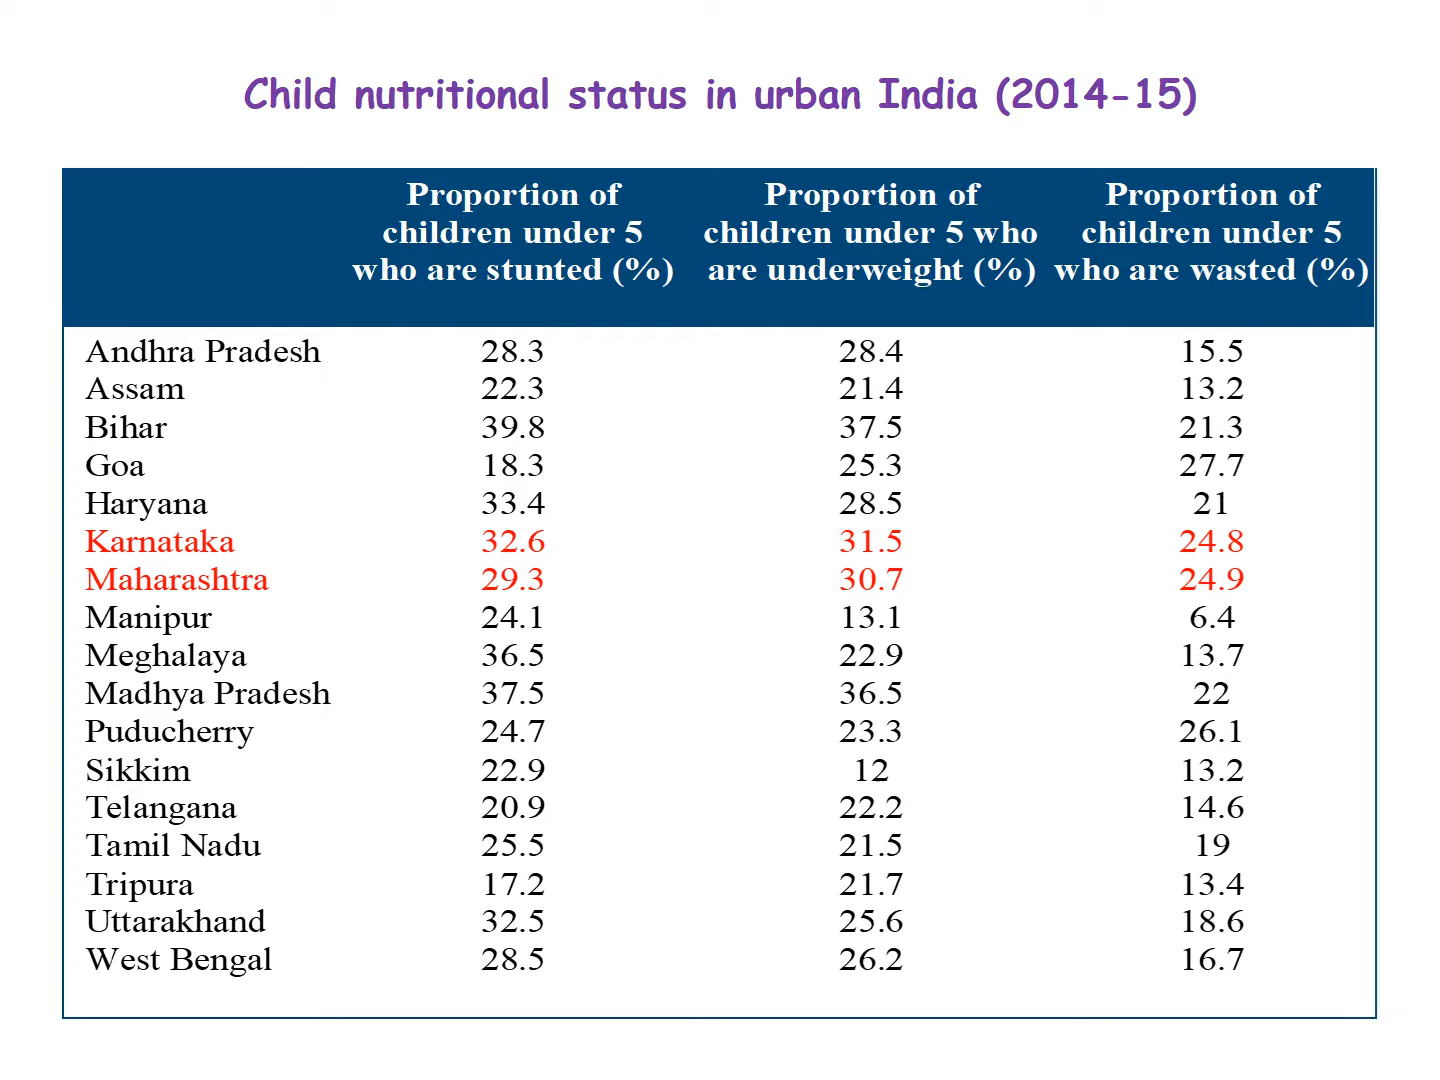 Child nutritional status in urban India (2014-15)
Proportion of children under 5 who are stunted (%) Proportion of children under 5 who are underweight (%) Proportion of children under 5 who are wasted (%)
Andhra Pradesh 28.3 28.4 15.5
Assam 22.3 21.4 13.2
Bihar 39.8 37.5 21.3
Goa 18.3 25.3 27.7
Haryana 33.4 28.5 21
Karnataka 32.6 31.5 24.8
Maharashtra 29.3 30.7 24.9
Manipur 24.1 13.1 6.4
Meghalaya 36.5 22.9 13.7
Madhya Pradesh 37.5 36.5 22
Puducherry 24.7 23.3 26.1
Sikkim 22.9 12 13.2
Telangana 20.9 22.2 14.6
Tamil Nadu 25.5 21.5 19
Tripura 17.2 21.7 13.4
Uttarakhand 32.5 25.6 18.6
West Bengal 28.5 26.2 16.7